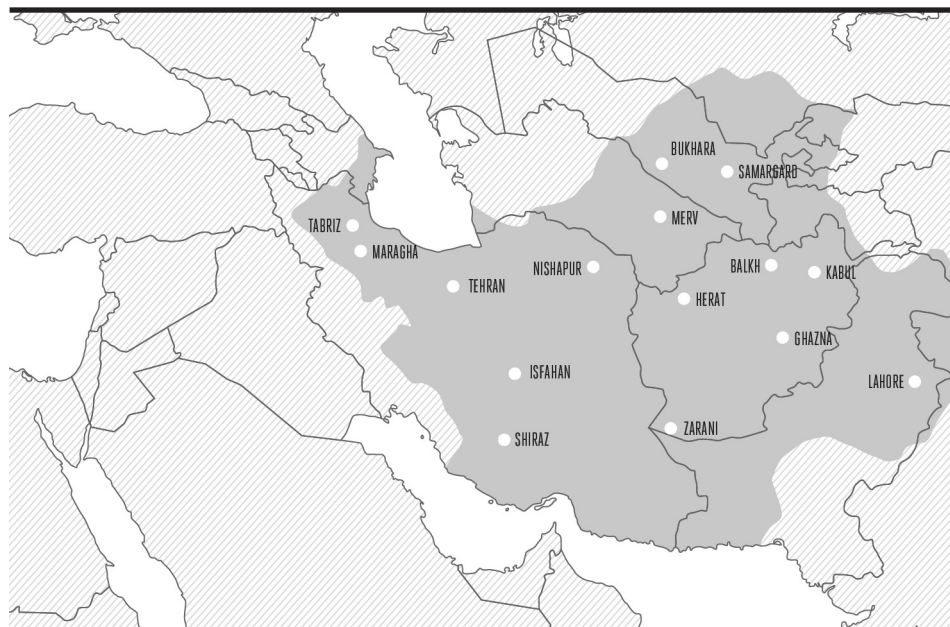 BUKHARA
SAMARGARD
MERV
TABRIZ
MARAGHA
NISHAPUR
BALKH
KABUL
TEHRAN
HERAT
GHAZNA
ISFAHAN
LAHORE
ZARANI
SHIRAZ